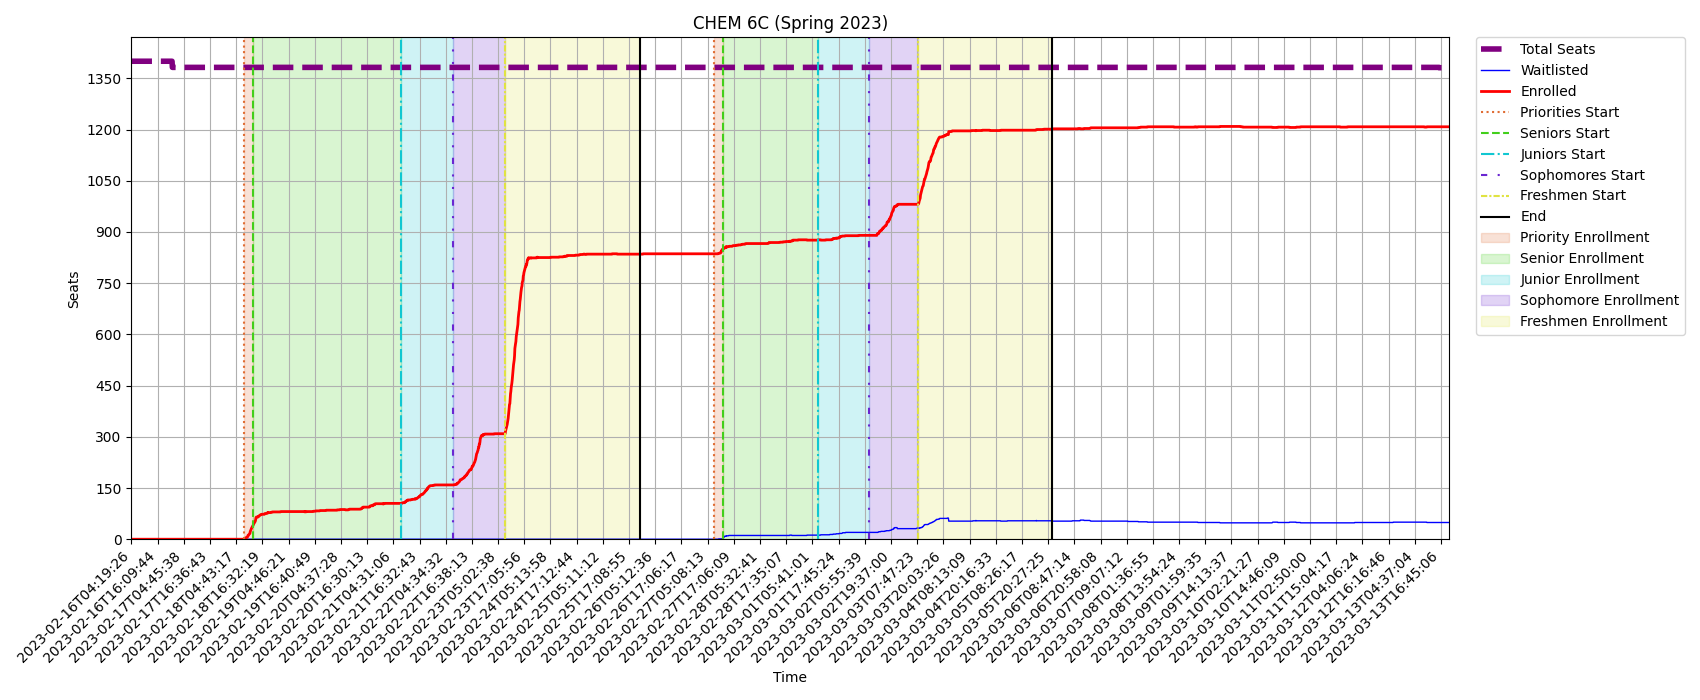 CHEM 6C (Spring 2023)
Seats
1350
1200
1050
900
750
600
450
300
150
0
2023-02-16T04:19:26
2023-02-16T16:09:44
2023-02-17T04:45:38
2023-02-17T16:36:43
2023-02-18T04:43:17
2023-02-18T16:32:19
2023-02-19T04:46:21
2023-02-19T16:40:49
2023-02-20T04:37:28
2023-02-20T16:30:13
2023-02-21T04:31:06
2023-02-21T16:32:43
2023-02-22T04:34:32
2023-02-22T16:38:13
2023-02-23T05:02:38
2023-02-23T17:05:56
2023-02-24T05:13:58
2023-02-24T17:12:44
2023-02-25T05:11:12
2023-02-25T17:08:55
2023-02-26T05:12:36
2023-02-26T17:06:17
2023-02-27T05:08:13
2023-02-27T17:06:09
2023-02-28T05:32:41
2023-02-28T17:35:07
2023-03-01T05:41:01
2023-03-01T17:45:24
2023-03-02T05:55:39
2023-03-02T19:37:00
2023-03-03T07:47:23
2023-03-03T20:03:26
2023-03-04T08:13:09
2023-03-04T20:16:33
2023-03-05T08:26:17
2023-03-05T20:27:25
2023-03-06T08:47:14
2023-03-06T20:58:08
2023-03-07T09:07:12
2023-03-08T01:36:55
2023-03-08T13:54:24
2023-03-09T01:59:35
2023-03-09T14:13:37
2023-03-10T02:21:27
2023-03-10T14:46:09
2023-03-11T02:50:00
2023-03-11T15:04:17
2023-03-12T04:06:24
2023-03-12T16:16:46
2023-03-13T04:37:04
2023-03-13T16:45:06
Time
Total Seats
Waitlisted
Enrolled
Priorities Start
Seniors Start
Juniors Start
Sophomores Start
Freshmen Start
End
Priority Enrollment
Senior Enrollment
Junior Enrollment
Sophomore Enrollment
Freshmen Enrollment